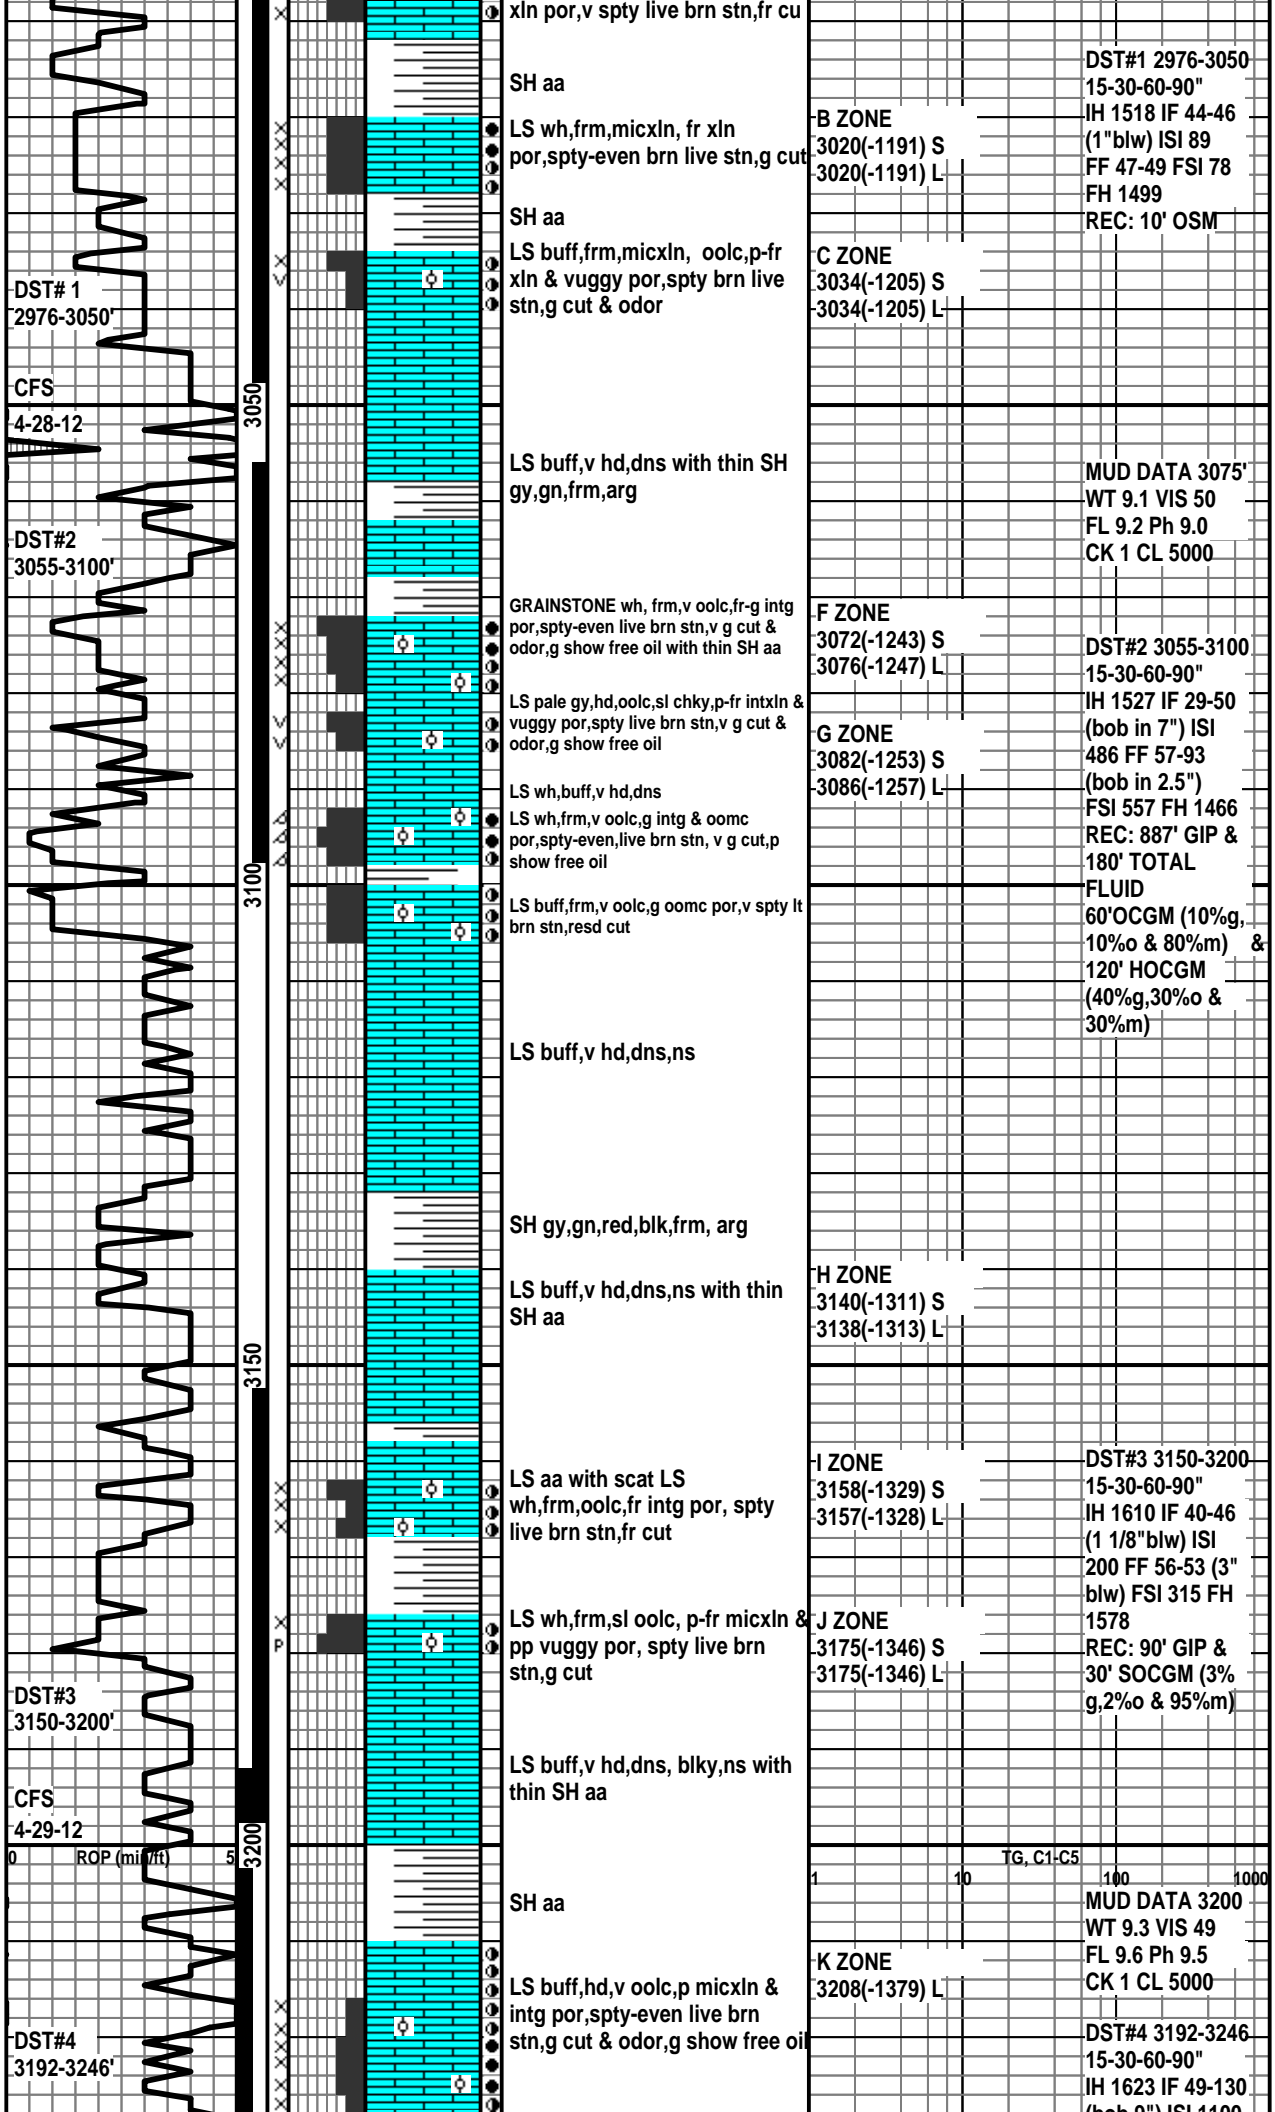 xln por,v spty live brn stn,fr cu
SH aa
LS wh,frm,micxln, fr xln
por,spty-even brn live stn,g cut
SH aa
LS buff,frm,micxln, oolc,p-fr
xln & vuggy por,spty brn live
stn,g cut & odor
B ZONE
3020(-1191) S
3020(-1191) L
C ZONE
3034(-1205) S
3034(-1205) L
DST#1 2976-3050
15-30-60-90"
IH 1518 IF 44-46
(1"blw) ISI 89
FF 47-49 FSI 78
FH 1499
REC: 10' OSM
DST# 1
2976-3050'
CFS
4-28-12
3050
LS buff,v hd,dns with thin SH
gy,gn,frm,arg
MUD DATA 3075'
WT 9.1 VIS 50
FL 9.2 Ph 9.0
CK 1 CL 5000
DST#2
3055-3100'
GRAINSTONE wh, frm,v oolc,fr-g intg
por,spty-even live brn stn,v g cut &
odor,g show free oil with thin SH aa
LS pale gy,hd,oolc,sl chky,p-fr intxln &
vuggy por,spty live brn stn,v g cut &
odor,g show free oil
LS wh,buff,v hd,dns
LS wh,frm,v oolc,g intg & oomc
por,spty-even,live brn stn, v g cut,p
show free oil
LS buff,frm,v oolc,g oomc por,v spty lt
brn stn,resd cut
F ZONE
3072(-1243) S
3076(-1247) L
G ZONE
3082(-1253) S
3086(-1257) L
DST#2 3055-3100
15-30-60-90"
IH 1527 IF 29-50
(bob in 7") ISI
486 FF 57-93
(bob in 2.5")
FSI 557 FH 1466
REC: 887' GIP &
180' TOTAL
FLUID
60'OCGM (10%g,
10%o & 80%m) &
120' HOCGM
(40%g,30%o &
30%m)
3100
LS buff,v hd,dns,ns
SH gy,gn,red,blk,frm, arg
LS buff,v hd,dns,ns with thin
SH aa
H ZONE
3140(-1311) S
3138(-1313) L
3150
LS aa with scat LS
wh,frm,oolc,fr intg por, spty
live brn stn,fr cut
I ZONE
3158(-1329) S
3157(-1328) L
DST#3 3150-3200
15-30-60-90"
IH 1610 IF 40-46
(1 1/8"blw) ISI
200 FF 56-53 (3"
blw) FSI 315 FH
1578
REC: 90' GIP &
30' SOCGM (3%
g,2%o & 95%m)
LS wh,frm,sl oolc, p-fr micxln &
pp vuggy por, spty live brn
stn,g cut
J ZONE
3175(-1346) S
3175(-1346) L
DST#3
3150-3200'
LS buff,v hd,dns, blky,ns with
thin SH aa
CFS
4-29-12
3200
0 ROP (min/ft) 5
TG, C1-C5
1 10 100 1000
SH aa
MUD DATA 3200
WT 9.3 VIS 49
FL 9.6 Ph 9.5
CK 1 CL 5000
K ZONE
3208(-1379) L
LS buff,hd,v oolc,p micxln &
intg por,spty-even live brn
stn,g cut & odor,g show free oil
DST#4
3192-3246'
DST#4 3192-3246
15-30-60-90"
IH 1623 IF 49-130
(bob 9") ISI 1100